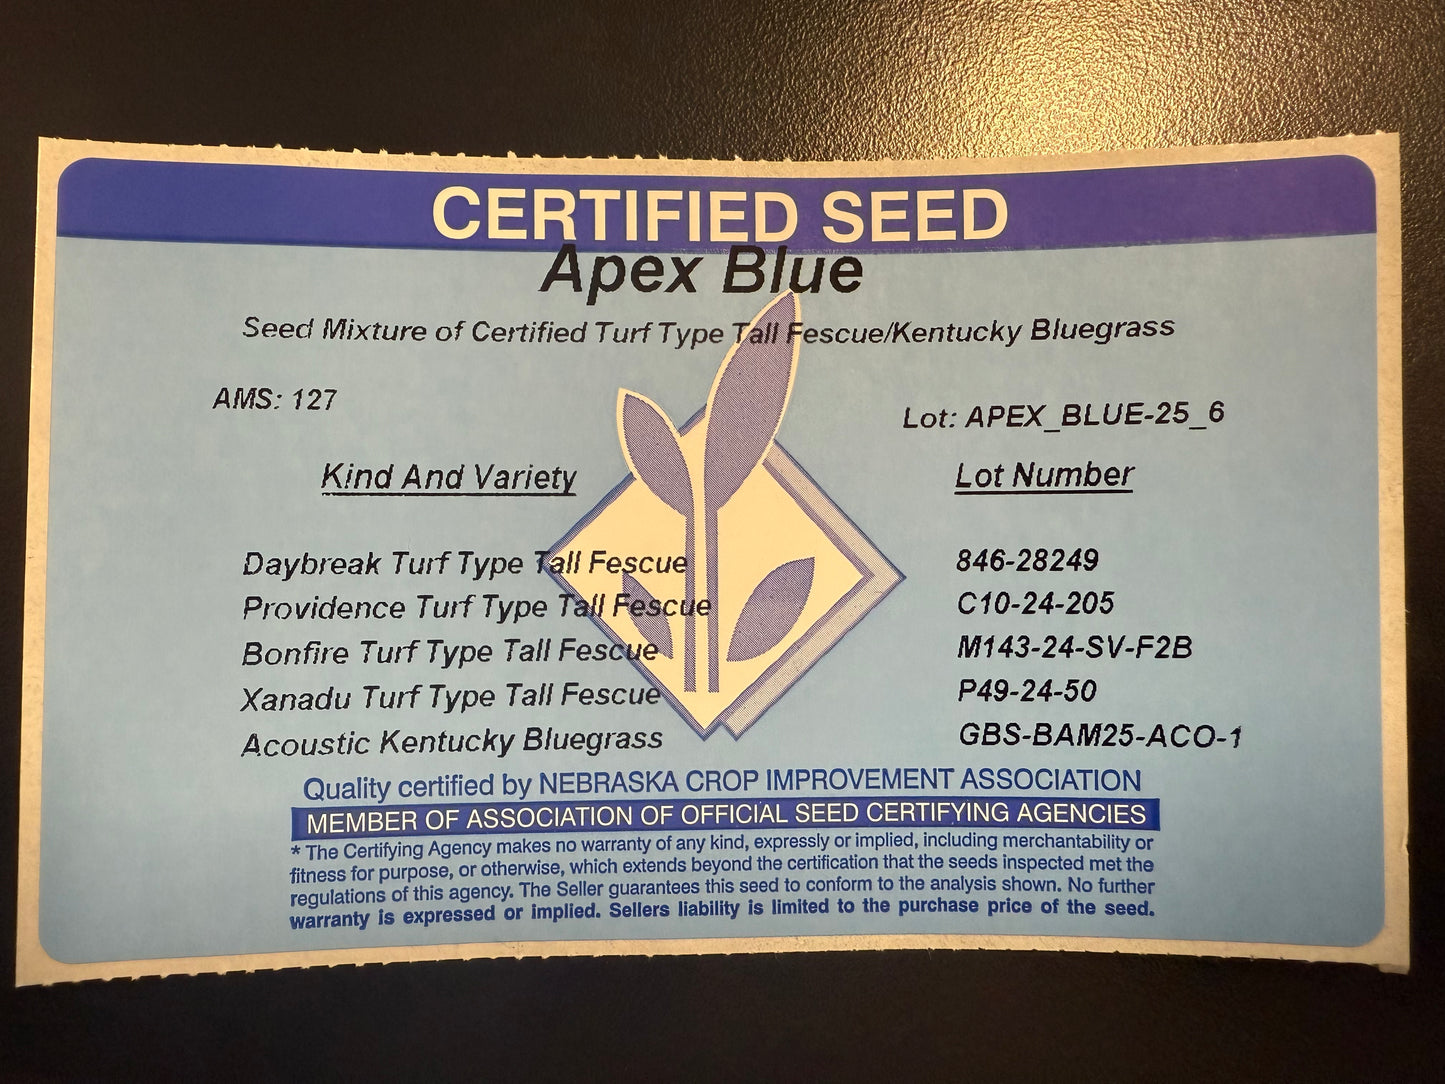 CERTIFIED SEED
Apex Blue
Seed Mixture of Certified Turf Type Tall Fescue/Kentucky Bluegrass
AMS: 127
Lot: APEX_BLUE-25_6
Kind And Variety Lot Number
Daybreak Turf Type Tall Fescue 846-28249
Providence Turf Type Tall Fescue C10-24-205
Bonfire Turf Type Tall Fescue M143-24-SV-F2B
Xanadu Turf Type Tall Fescue P49-24-50
Acoustic Kentucky Bluegrass GBS-BAM25-ACO-1
Quality certified by NEBRASKA CROP IMPROVEMENT ASSOCIATION
MEMBER OF ASSOCIATION OF OFFICIAL SEED CERTIFYING AGENCIES
* The Certifying Agency makes no warranty of any kind, expressly or implied, including merchantability or
fitness for purpose, or otherwise, which extends beyond the certification that the seeds inspected met the
regulations of this agency. The Seller guarantees this seed to conform to the analysis shown. No further
warranty is expressed or implied. Sellers liability is limited to the purchase price of the seed.